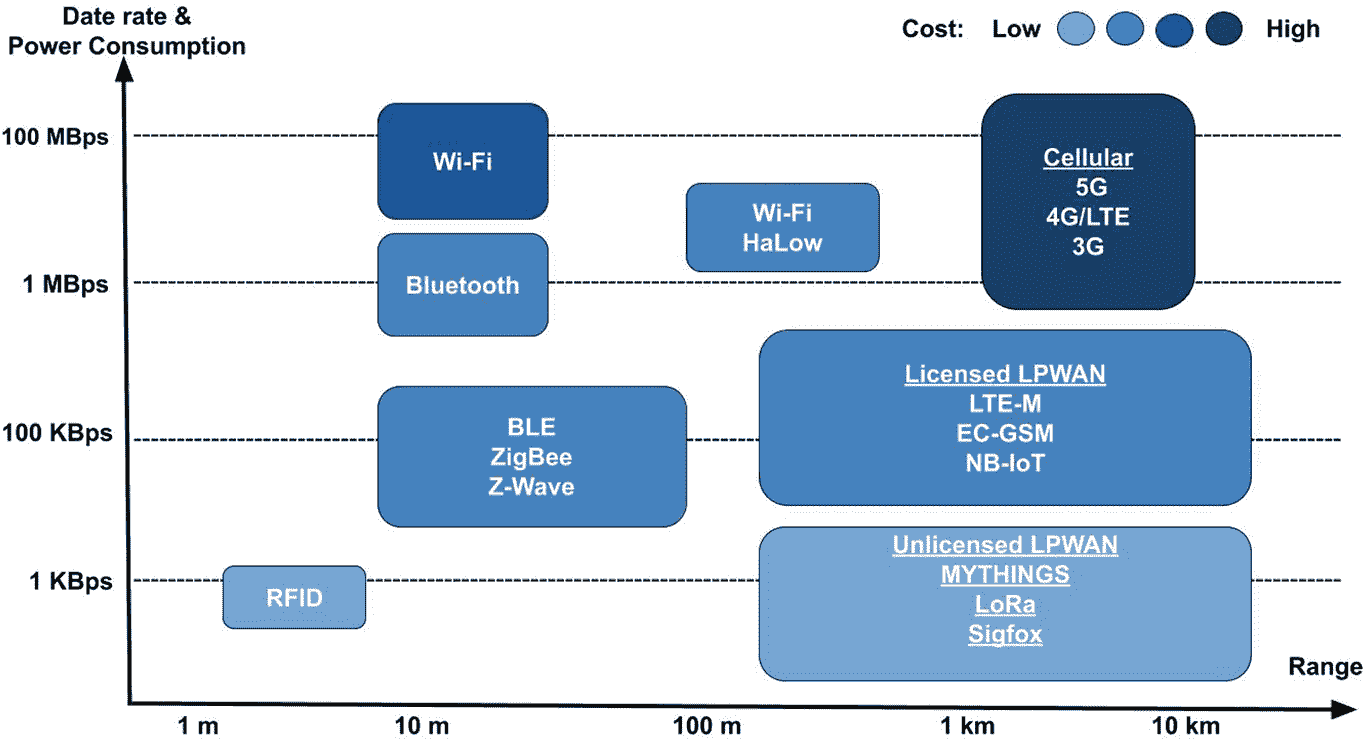 Date rate &
Power Consumption
Cost: Low High
100 MBps
Wi-Fi
Cellular
5G
4G/LTE
3G
Wi-Fi
HaLow
1 MBps
Bluetooth
Licensed LPWAN
LTE-M
EC-GSM
NB-IoT
100 KBps
BLE
ZigBee
Z-Wave
Unlicensed LPWAN
MYTHINGS
LoRa
Sigfox
1 KBps
RFID
Range
1 m 10 m 100 m 1 km 10 km